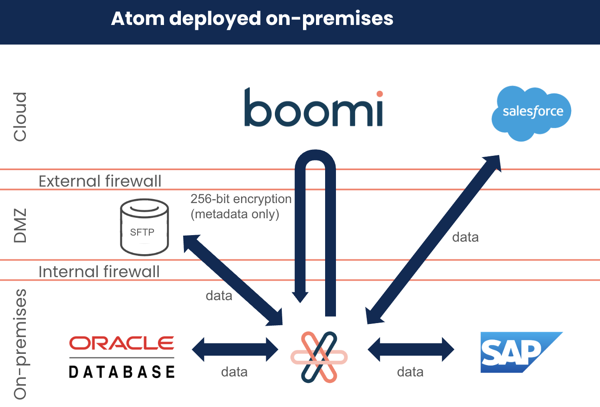 Atom deployed on-premises
Cloud
boomi
salesforce
External firewall
256-bit encryption
(metadata only)
DMZ
SFTP
data
Internal firewall
data
On-premises
ORACLE
DATABASE
data
data
SAP